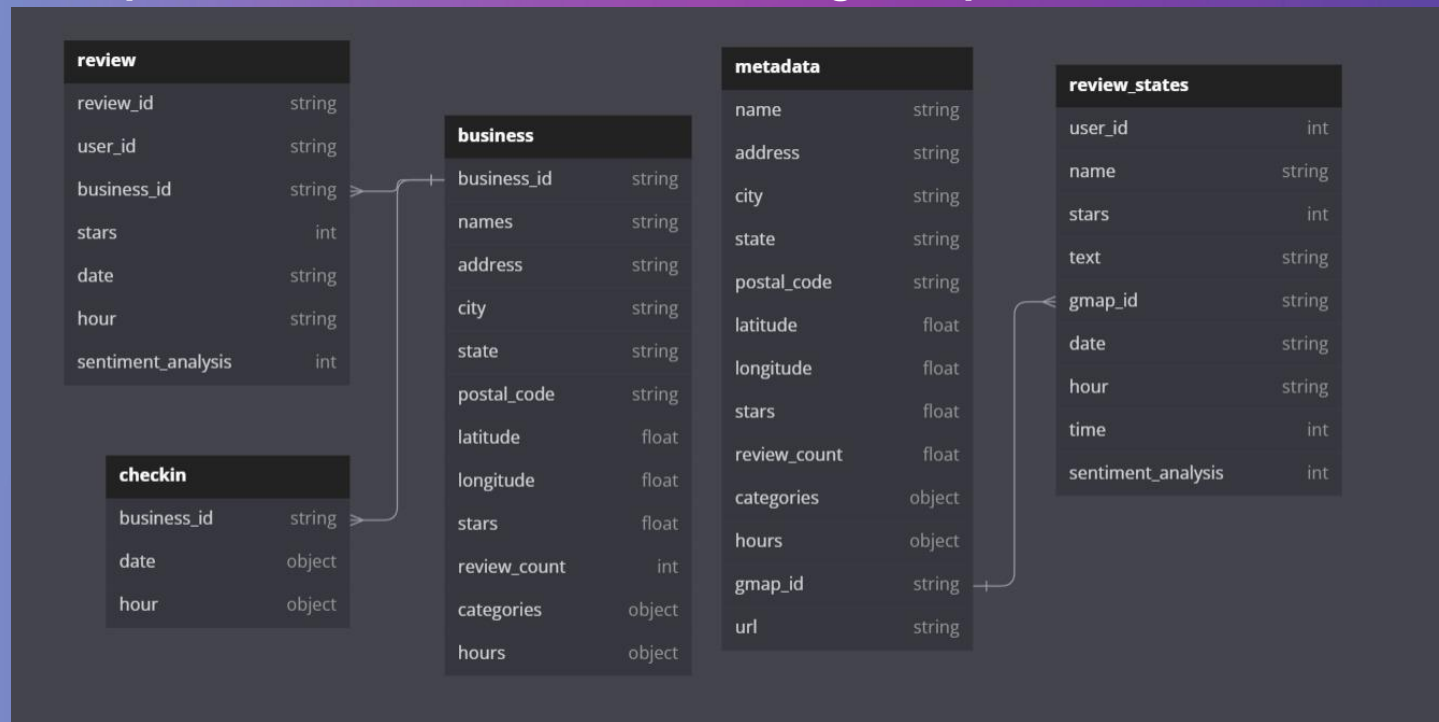 review
review_id string
user_id string
business_id string
stars int
date string
hour string
sentiment_analysis int
checkin
business_id string
date object
hour object
business
business_id string
names string
address string
city string
state string
postal_code string
latitude float
longitude float
stars float
review_count int
categories object
hours object
metadata
name string
address string
city string
state string
postal_code string
latitude float
longitude float
stars float
review_count float
categories object
hours object
gmap_id string
url string
review_states
user_id int
name string
stars int
text string
gmap_id string
date string
hour string
time int
sentiment_analysis int